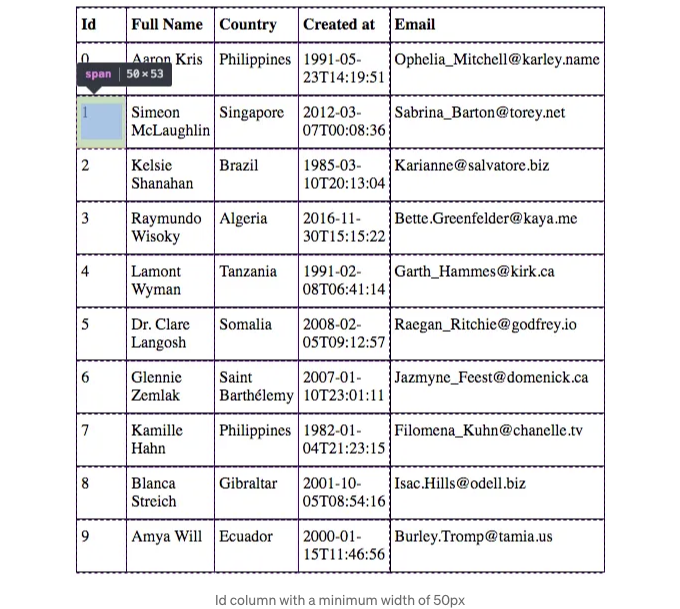 Id Full Name Country Created at Email
0 Aaron Kris Philippines 1991-05-23T14:19:51 Ophelia_Mitchell@karley.name
span 50 × 53
1 Simeon McLaughlin Singapore 2012-03-07T00:08:36 Sabrina_Barton@torey.net
2 Kelsie Shanahan Brazil 1985-03-10T20:13:04 Karianne@salvatore.biz
3 Raymundo Wisoky Algeria 2016-11-30T15:15:22 Bette.Greenfelder@kaya.me
4 Lamont Wyman Tanzania 1991-02-08T06:41:14 Garth_Hammes@kirk.ca
5 Dr. Clare Langosh Somalia 2008-02-05T09:12:57 Raegan_Ritchie@godfrey.io
6 Glennie Zemlak Saint Barthélemy 2007-01-10T23:01:11 Jazmyne_Feest@domenick.ca
7 Kamille Hahn Philippines 1982-01-04T21:23:15 Filomena_Kuhn@chanelle.tv
8 Blanca Streich Gibraltar 2001-10-05T08:54:16 Isac.Hills@odell.biz
9 Amya Will Ecuador 2000-01-15T11:46:56 Burley.Tromp@tamia.us
Id column with a minimum width of 50px